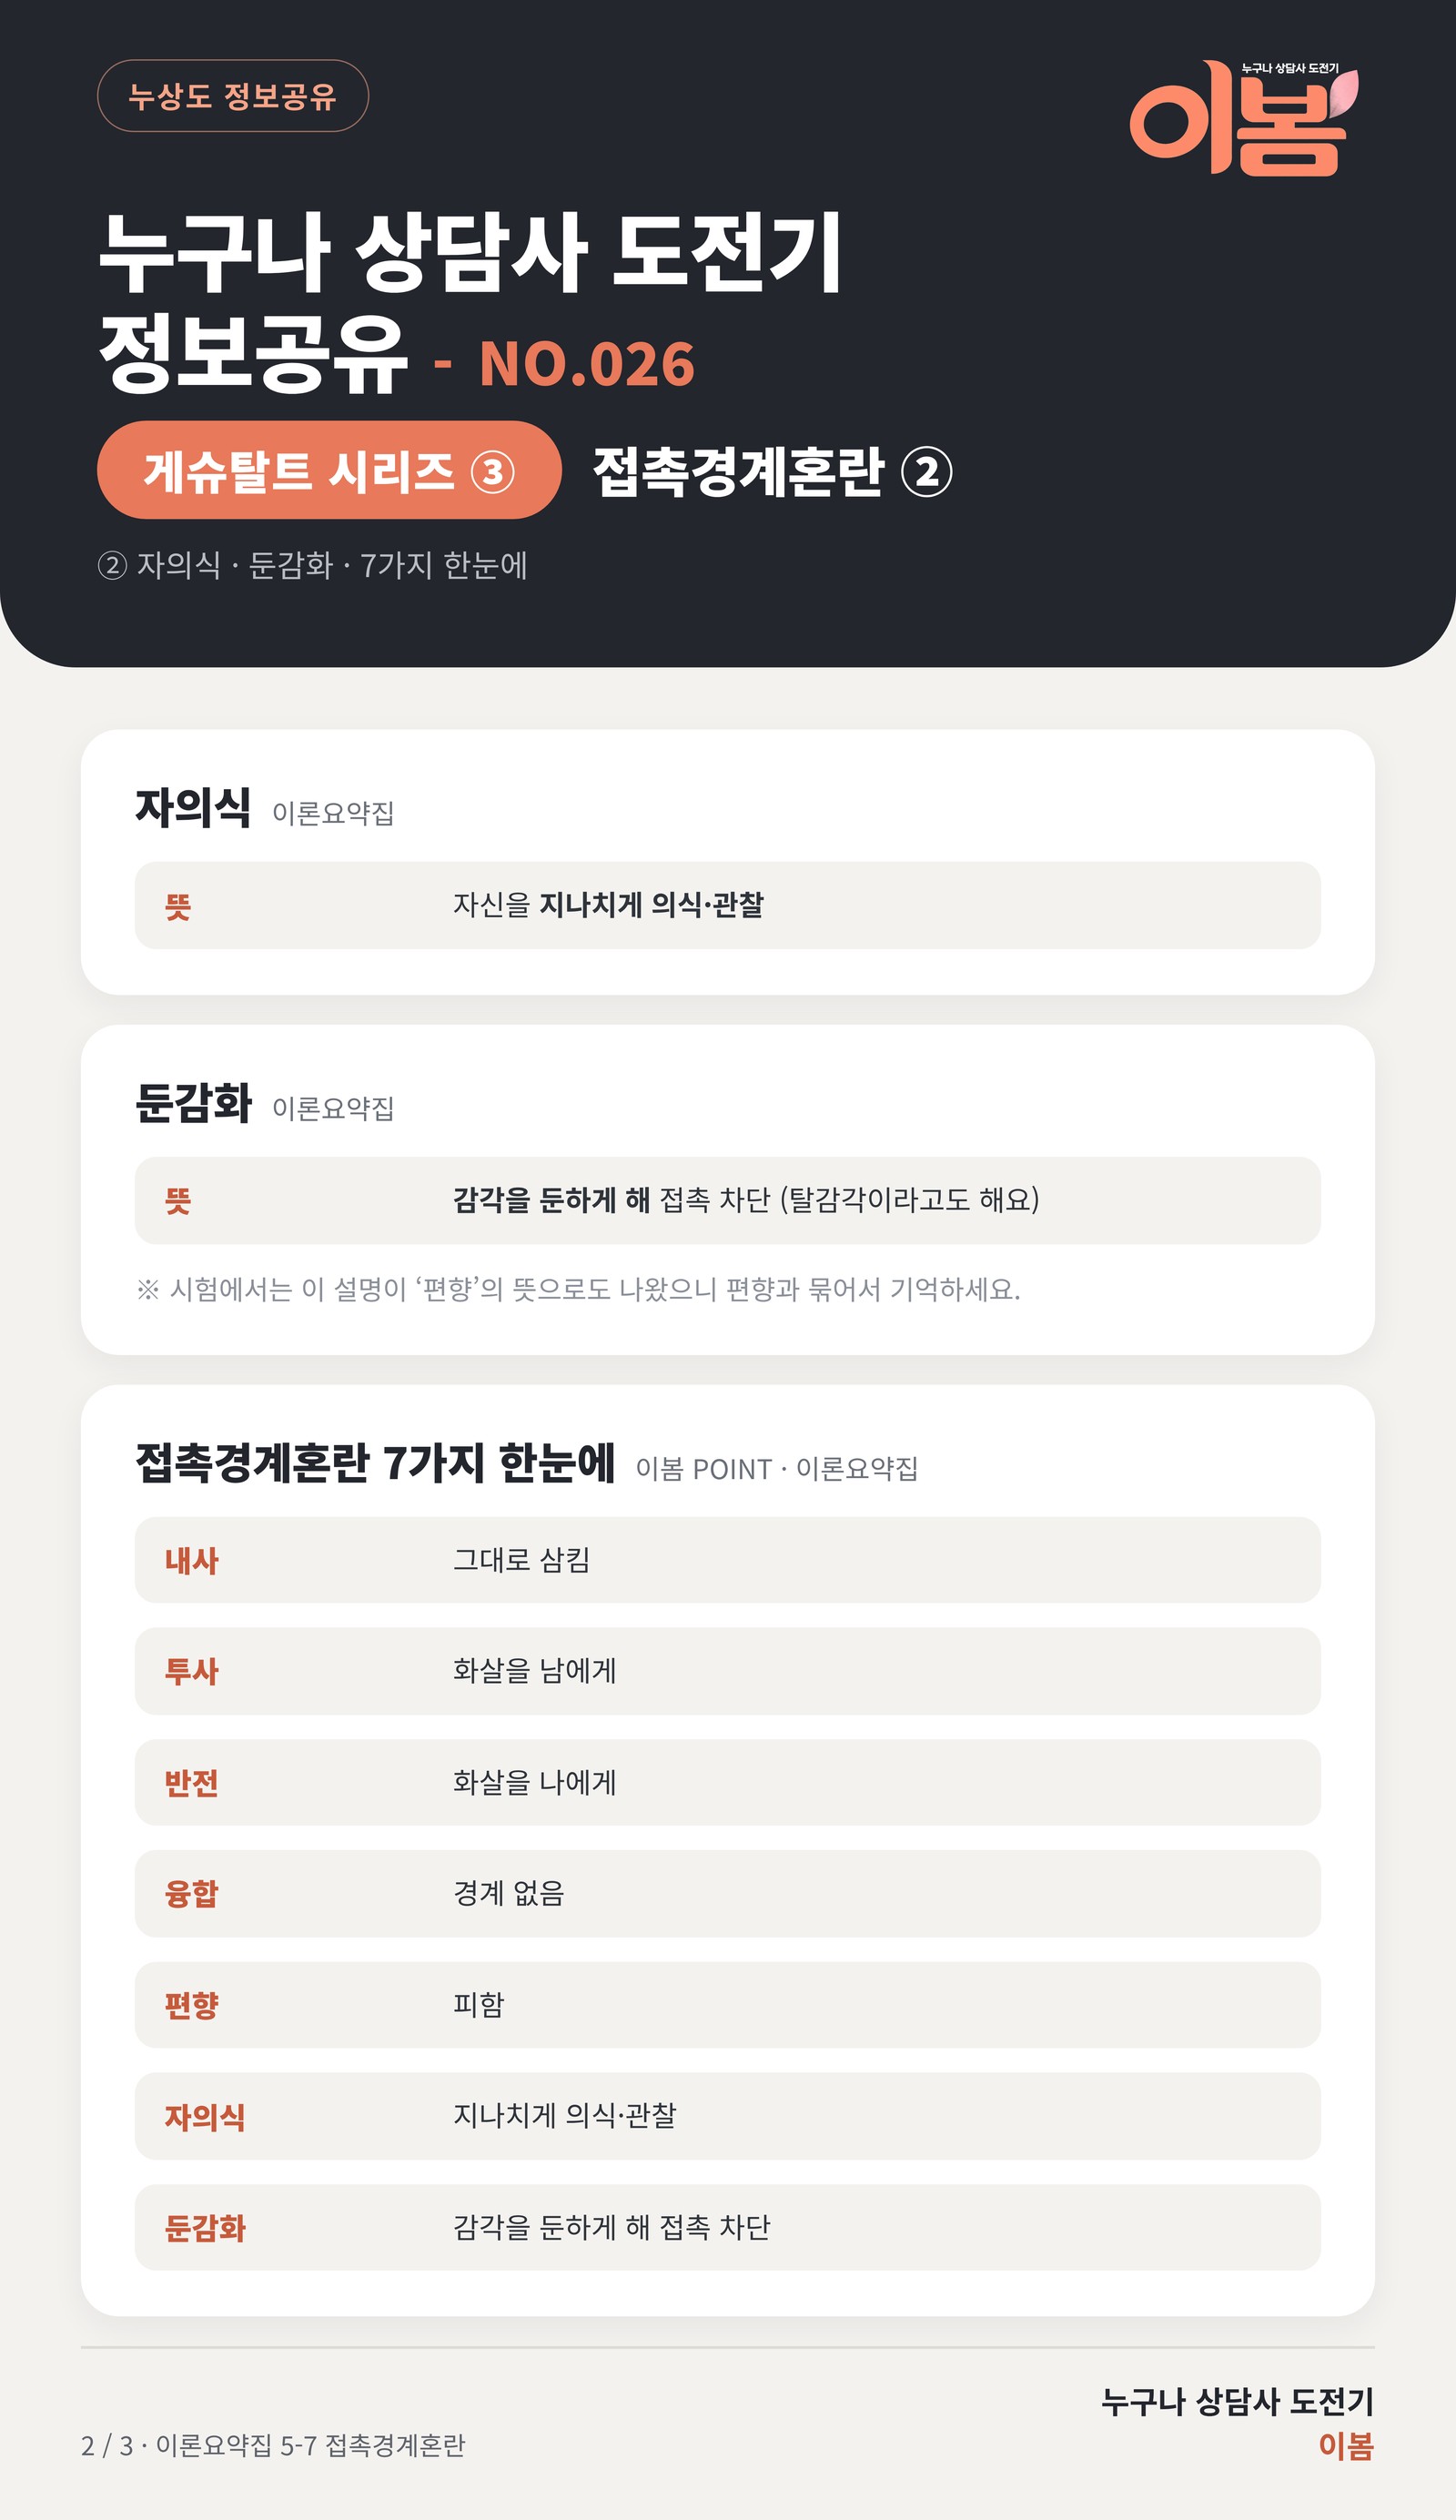 누상도 정보공유
누구나 상담사 도전기
이봄
누구나 상담사 도전기
정보공유 - NO.026
게슈탈트 시리즈 ③ 접촉경계혼란 ②
② 자의식 · 둔감화 · 7가지 한눈에
자의식 이론요약집
뜻 자신을 지나치게 의식·관찰
둔감화 이론요약집
뜻 감각을 둔하게 해 접촉 차단 (탈감각이라고도 해요)
※ 시험에서는 이 설명이 ‘편향’의 뜻으로도 나왔으니 편향과 묶어서 기억하세요.
접촉경계혼란 7가지 한눈에 이봄 POINT · 이론요약집
내사 그대로 삼킴
투사 화살을 남에게
반전 화살을 나에게
융합 경계 없음
편향 피함
자의식 지나치게 의식·관찰
둔감화 감각을 둔하게 해 접촉 차단
누구나 상담사 도전기
2 / 3 · 이론요약집 5-7 접촉경계혼란
이봄